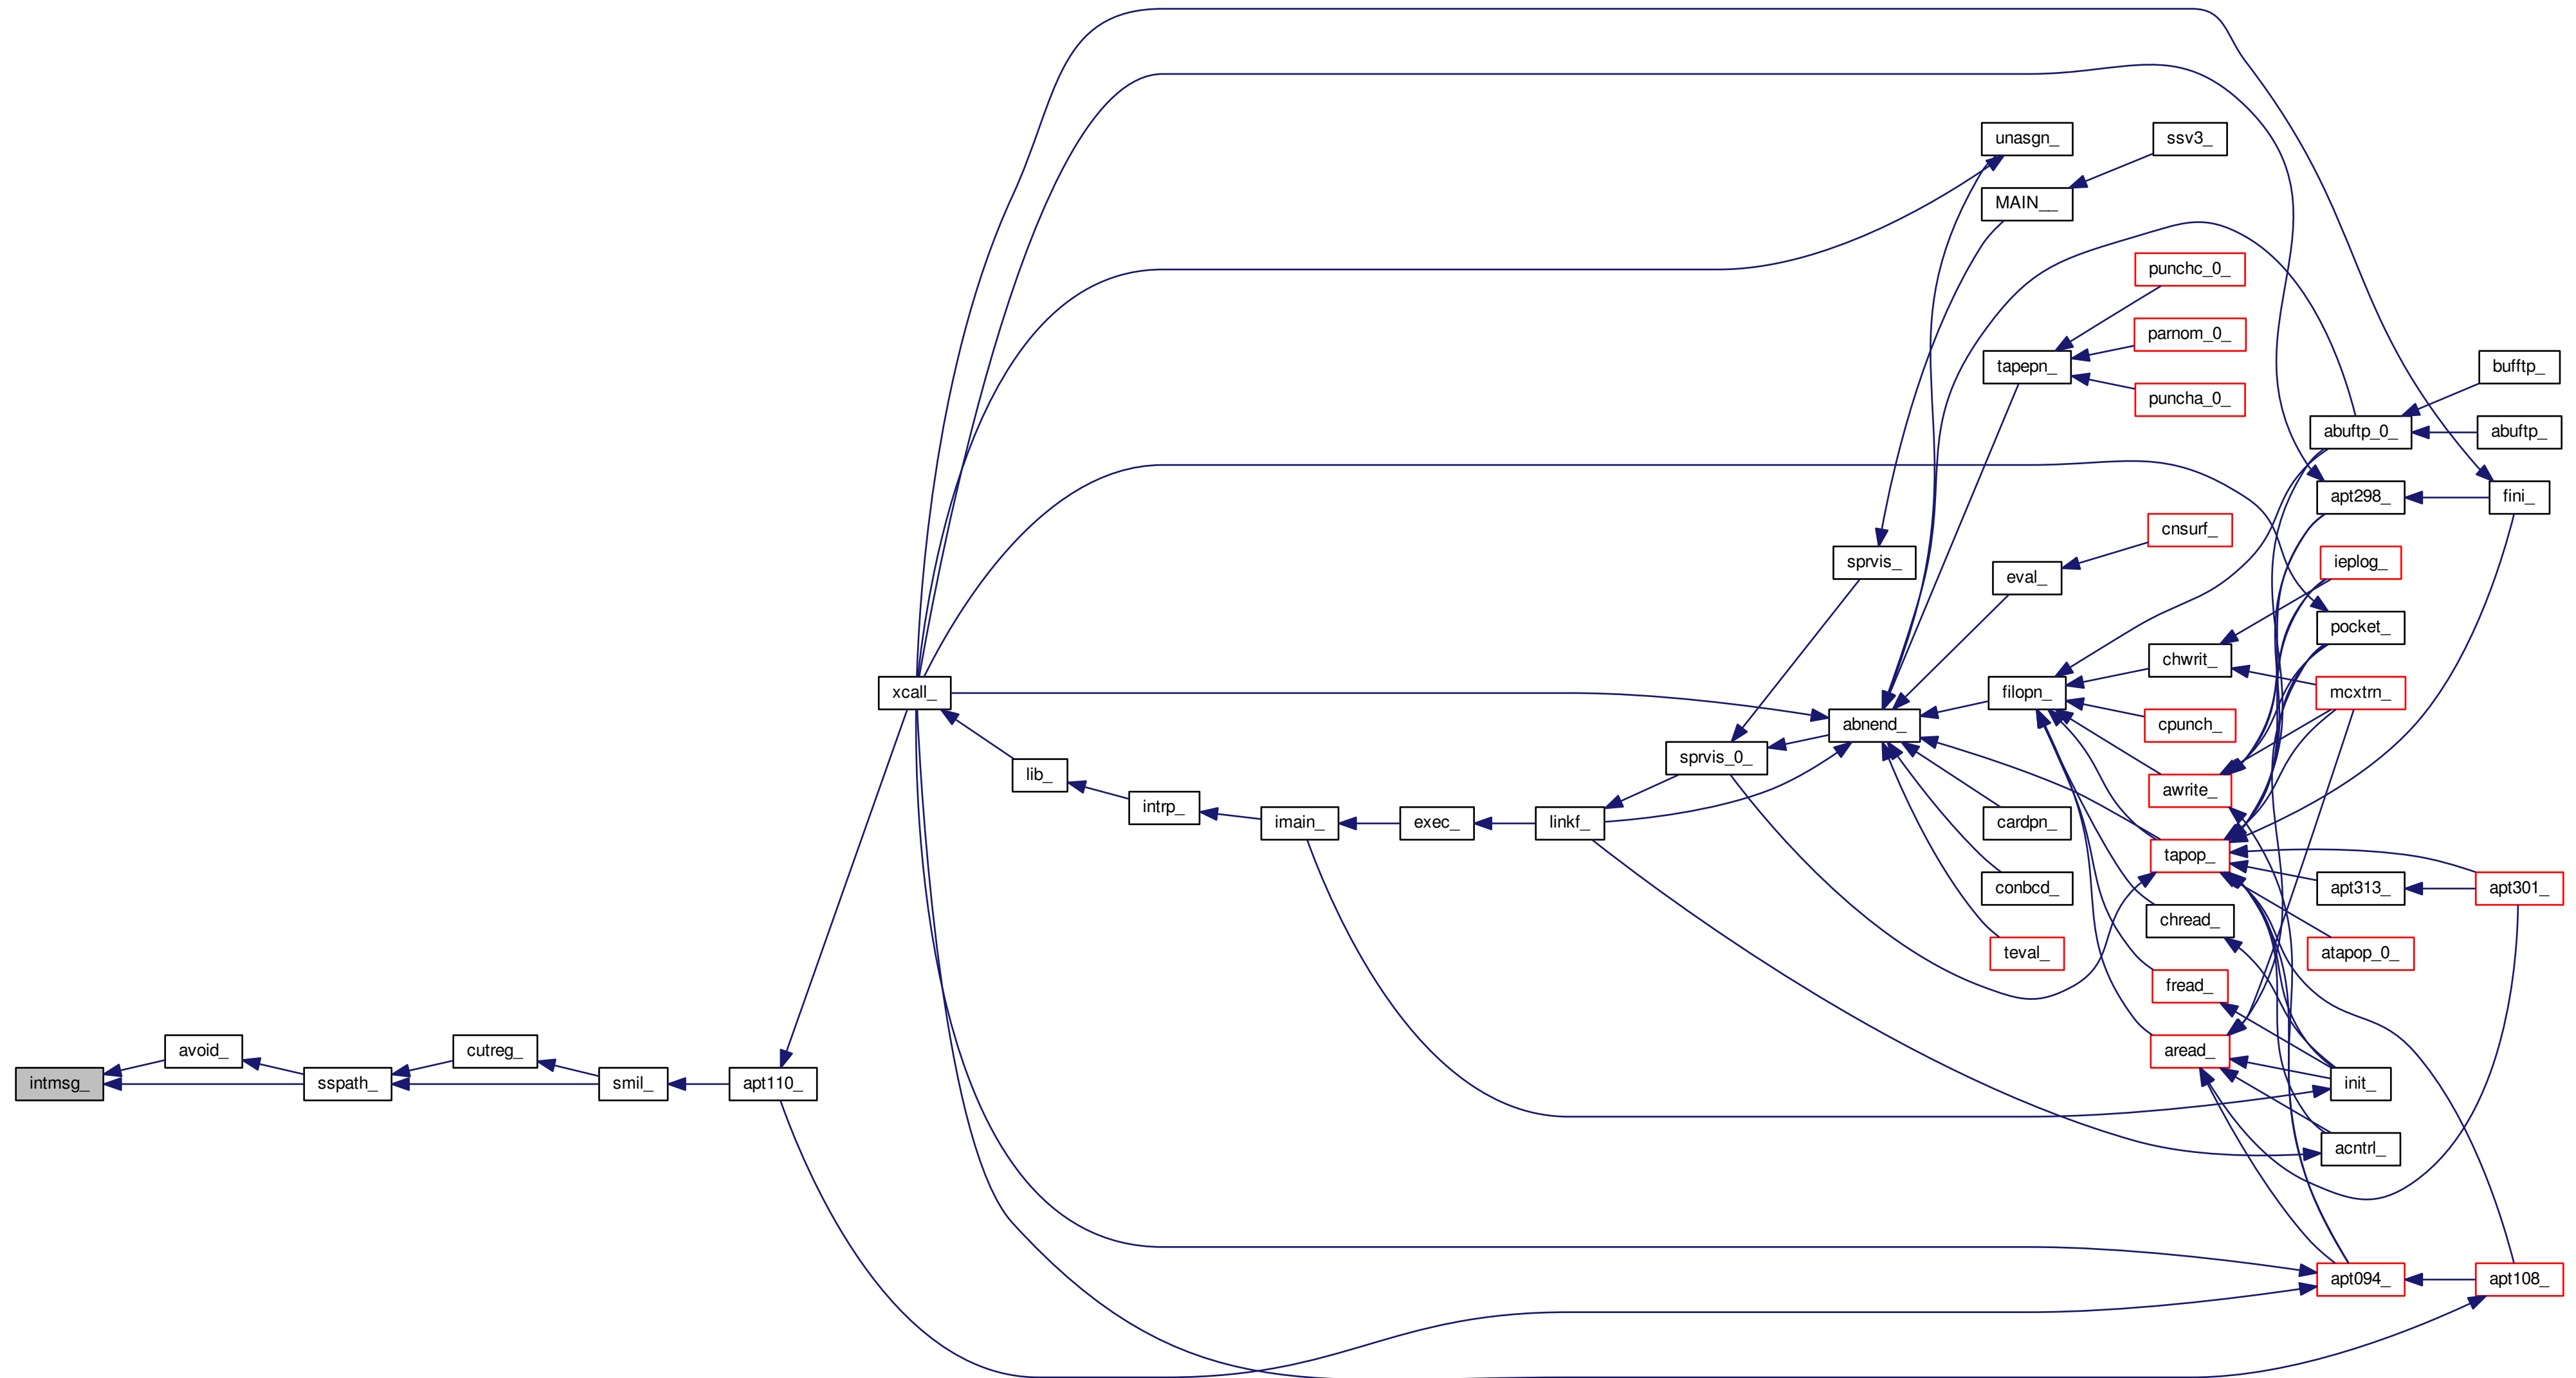 intmsg_
avoid_
sspath_
cutreg_
smil_
apt110_
xcall_
lib_
intrp_
imain_
exec_
linkf_
sprvis_0_
sprvis_
abnend_
unasgn_
MAIN__
tapepn_
eval_
filopn_
cardpn_
conbcd_
teval_
ssv3_
punchc_0_
parnom_0_
puncha_0_
cnsurf_
chwrit_
cpunch_
awrite_
tapop_
chread_
fread_
aread_
abuftp_0_
apt298_
ieplog_
pocket_
mcxtrn_
apt313_
atapop_0_
init_
acntrl_
apt094_
bufftp_
abuftp_
fini_
apt301_
apt108_